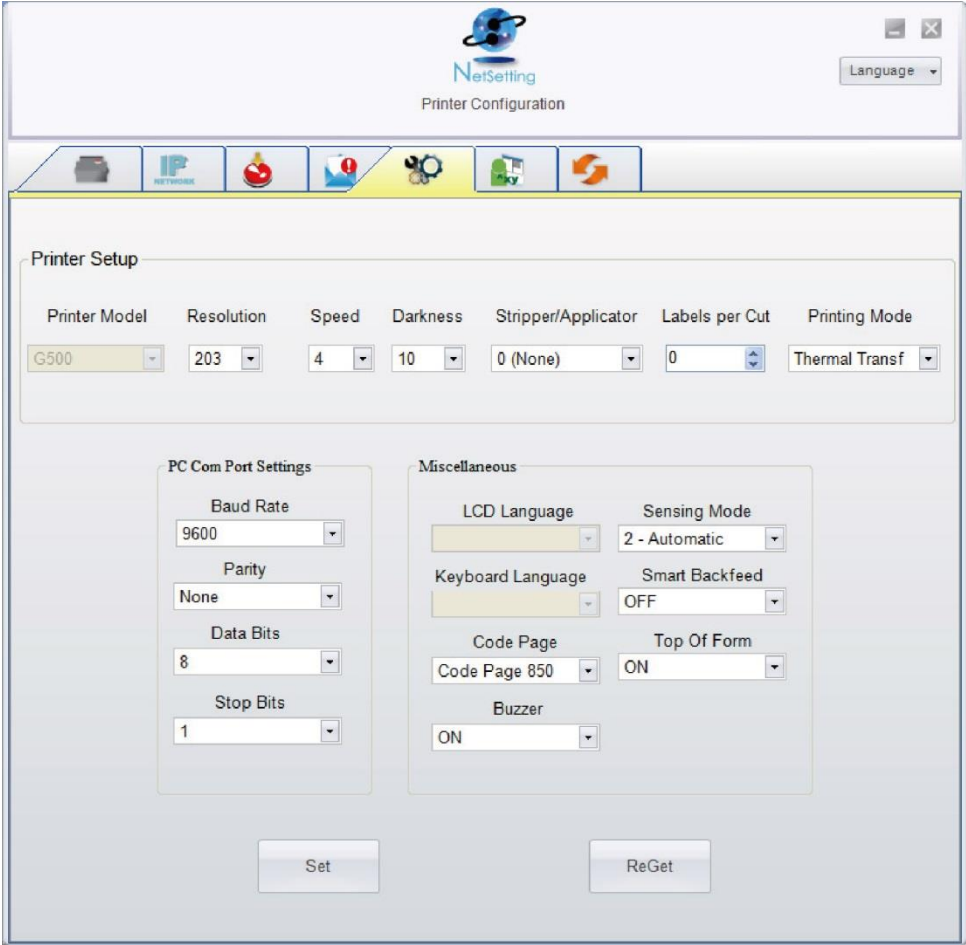 NetSetting
Language
Printer Configuration
IP
NETWORK
^xy
Printer Setup
Printer Model Resolution Speed Darkness Stripper/Applicator Labels per Cut Printing Mode
G500 203 4 10 0 (None) 0 Thermal Transf
PC Com Port Settings
Baud Rate
9600
Parity
None
Data Bits
8
Stop Bits
1
Miscellaneous
LCD Language Sensing Mode
2 - Automatic
Keyboard Language Smart Backfeed
OFF
Code Page Top Of Form
Code Page 850 ON
Buzzer
ON
Set ReGet